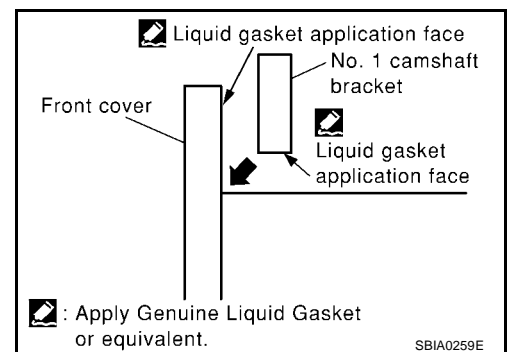 Liquid gasket application face
No. 1 camshaft
bracket
Front cover
Liquid gasket
application face
: Apply Genuine Liquid Gasket
or equivalent.
SBIA0259E